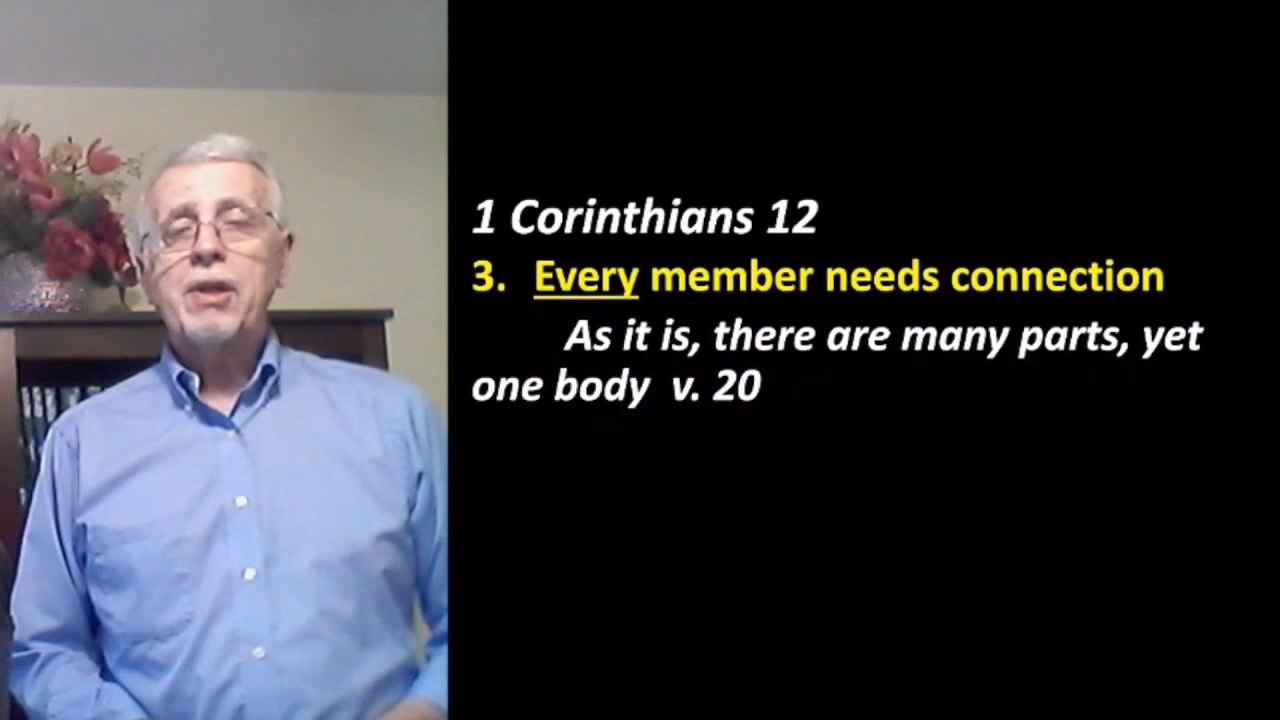 1 Corinthians 12
3. Every member needs connection
As it is, there are many parts, yet
one body v. 20